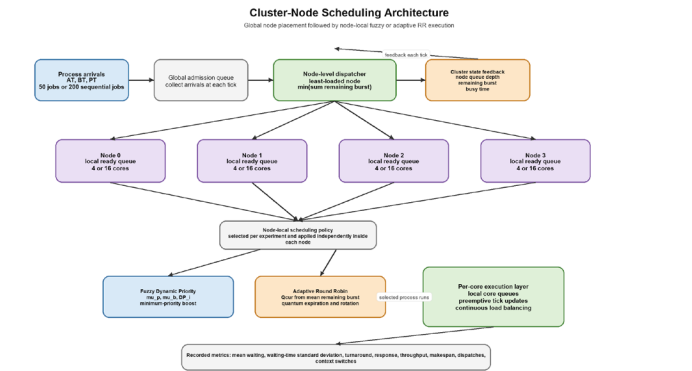 Cluster-Node Scheduling Architecture
Global node placement followed by node-local fuzzy or adaptive RR execution
feedback each tick
Process arrivals
AT, BT, PT
50 jobs or 200 sequential jobs
Global admission queue
collect arrivals at each tick
Node-level dispatcher
least-loaded node
min(sum remaining burst)
Cluster state feedback
node queue depth
remaining burst
busy time
Node 0
local ready queue
4 or 16 cores
Node 1
local ready queue
4 or 16 cores
Node 2
local ready queue
4 or 16 cores
Node 3
local ready queue
4 or 16 cores
Node-local scheduling policy
selected per experiment and applied independently inside
each node
Fuzzy Dynamic Priority
mu_p, mu_b, DP_i
minimum-priority boost
Adaptive Round Robin
Qcur from mean remaining burst
quantum expiration and rotation
selected process runs
Per-core execution layer
local core queues
preemptive tick updates
continuous load balancing
Recorded metrics: mean waiting, waiting-time standard deviation, turnaround, response, throughput, makespan, dispatches,
context switches